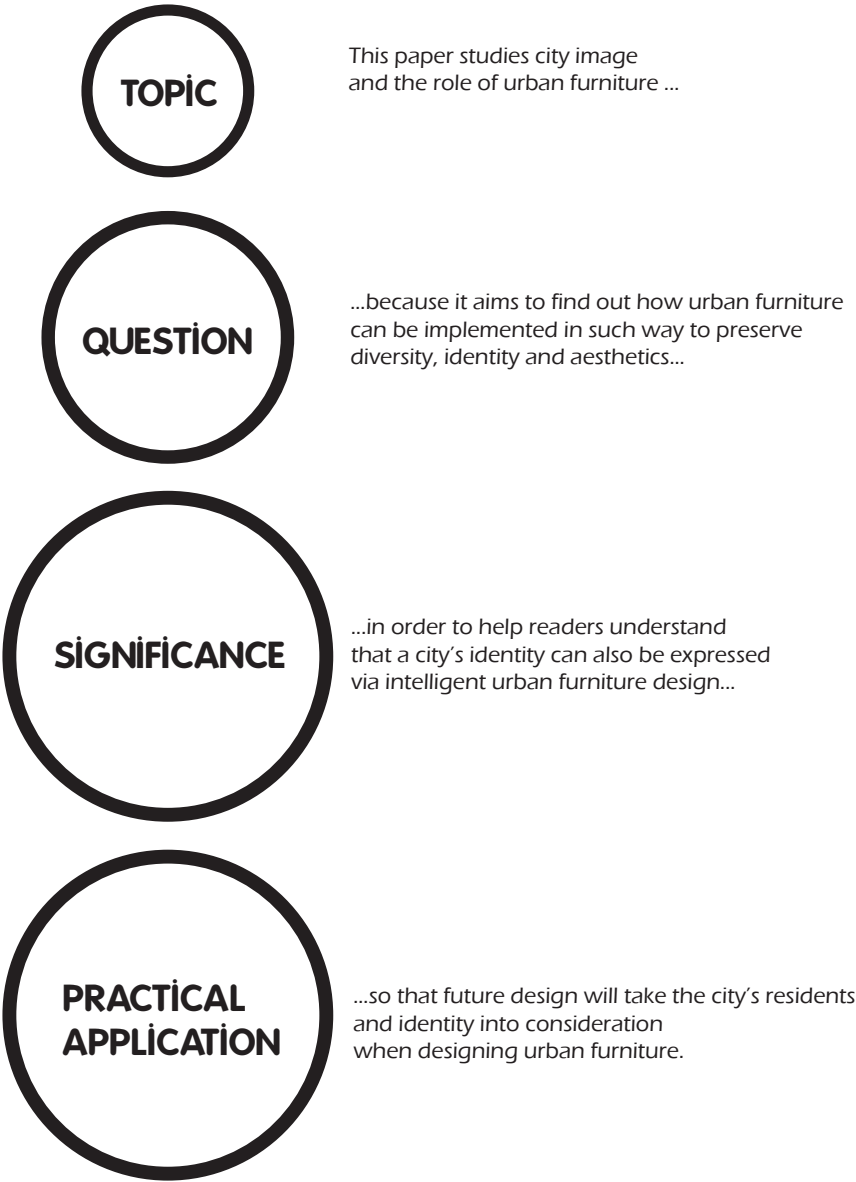 TOPİC
This paper studies city image
and the role of urban furniture ...
QUESTİON
...because it aims to find out how urban furniture
can be implemented in such way to preserve
diversity, identity and aesthetics...
SİGNİFİCANCE
...in order to help readers understand
that a city's identity can also be expressed
via intelligent urban furniture design...
PRACTİCAL
APPLİCATİON
...so that future design will take the city's residents
and identity into consideration
when designing urban furniture.